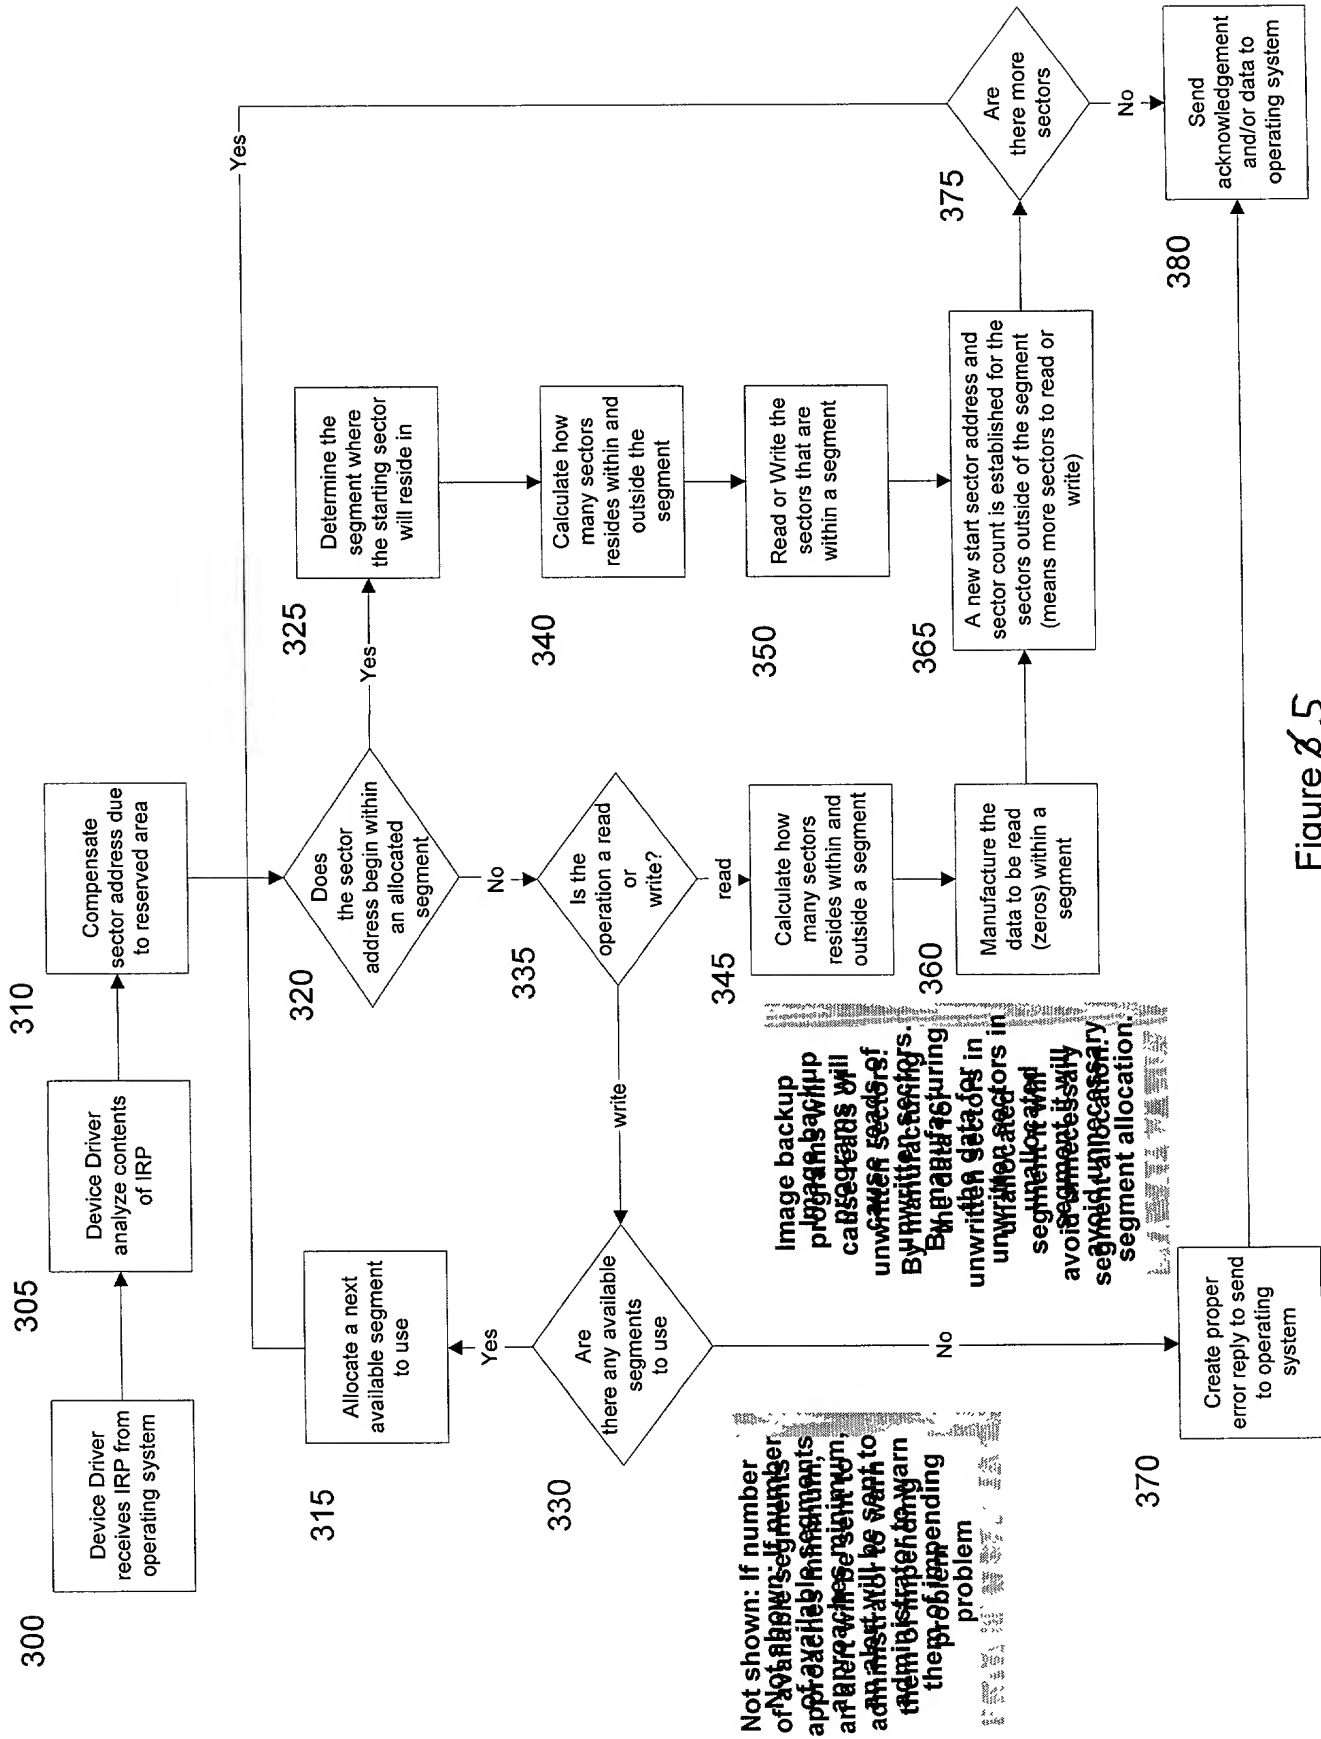 300
Device Driver
receives IRP from
operating system
305
Device Driver
analyze contents
of IRP
310
Compensate
sector address due
to reserved area
315
Allocate a next
available segment
to use
320
Does
the sector
address begin within
an allocated
segment
Yes
No
325
Determine the
segment where
the starting sector
will reside in
Yes
330
Are
there any available
segments
to use
Yes
No
335
Is the
operation a read
or
write?
write
read
340
Calculate how
many sectors
resides within and
outside the
segment
345
Calculate how
many sectors
resides within and
outside a segment
350
Read or Write the
sectors that are
within a segment
360
Manufacture the
data to be read
(zeros) within a
segment
365
A new start sector address and
sector count is established for the
sectors outside of the segment
(means more sectors to read or
write)
370
Create proper
error reply to send
to operating
system
375
Are
there more
sectors
No
380
Send
acknowledgement
and/or data to
operating system
Not shown: If number
of available segments
approaches minimum,
an alert will be sent to
administrator to warn
them of impending
problem
Image backup
programs will
cause reads of
unwritten sectors.
By manufacturing
the data for
unwritten sectors in
unallocated
segment it will
avoid unnecessary
segment allocation.
Figure 5